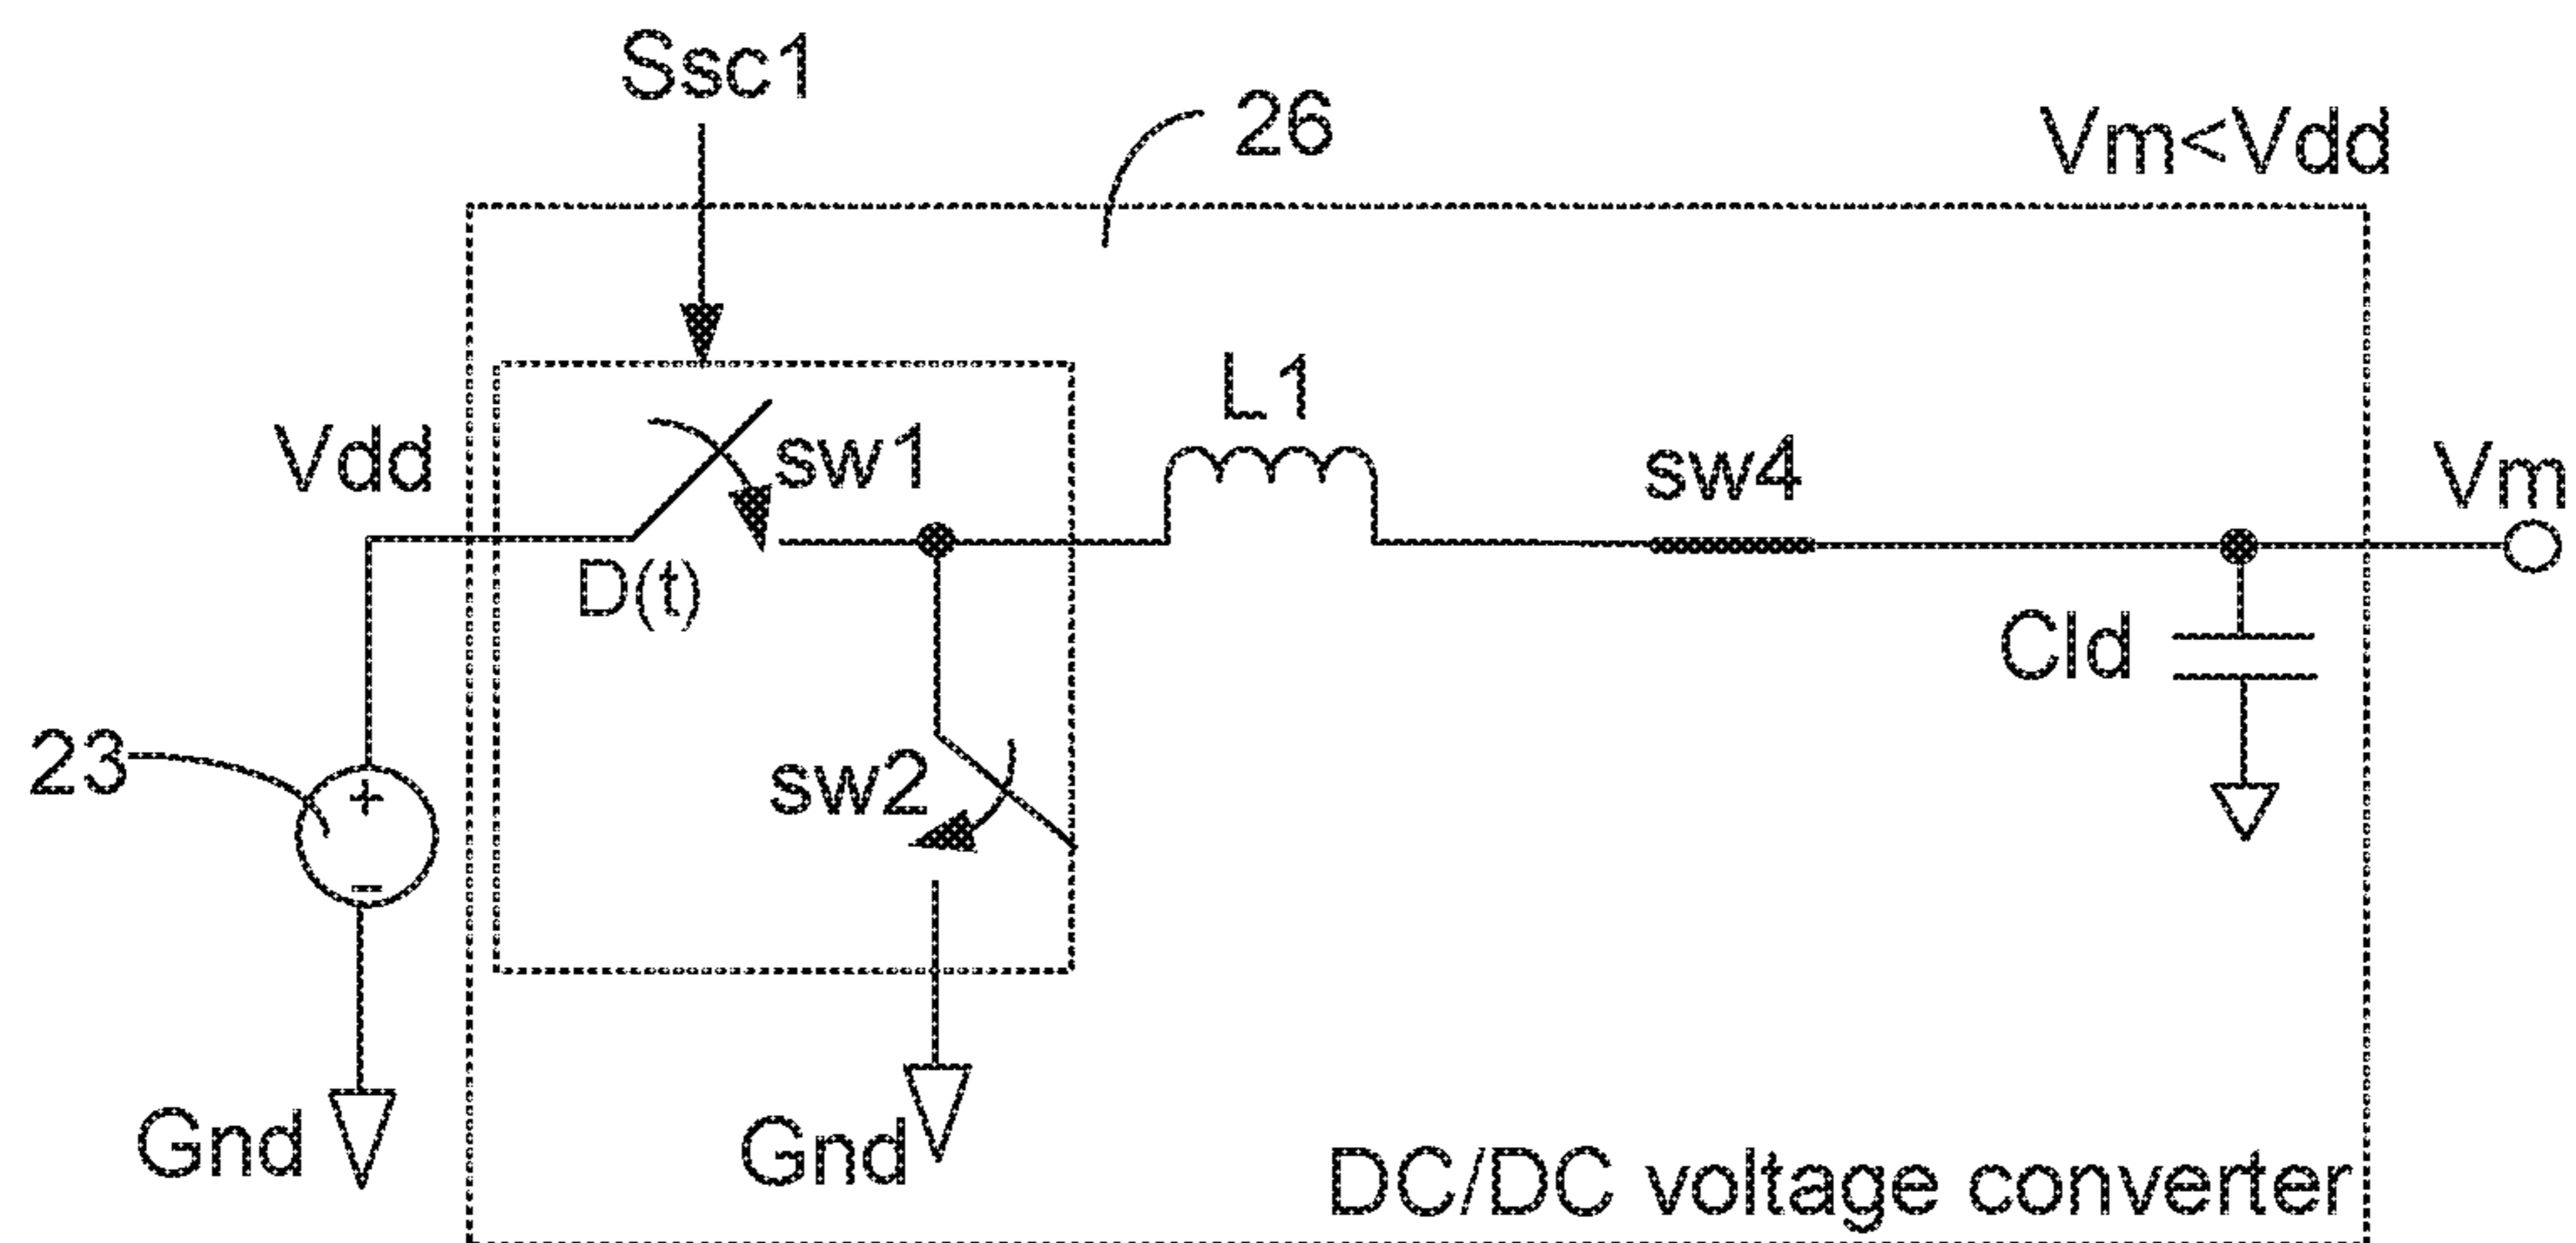 Ssc1
26
Vm<Vdd
Vdd
sw1
L1
sw4
Vm
D(t)
Cld
23
+
sw2
−
Gnd
Gnd
DC/DC voltage converter